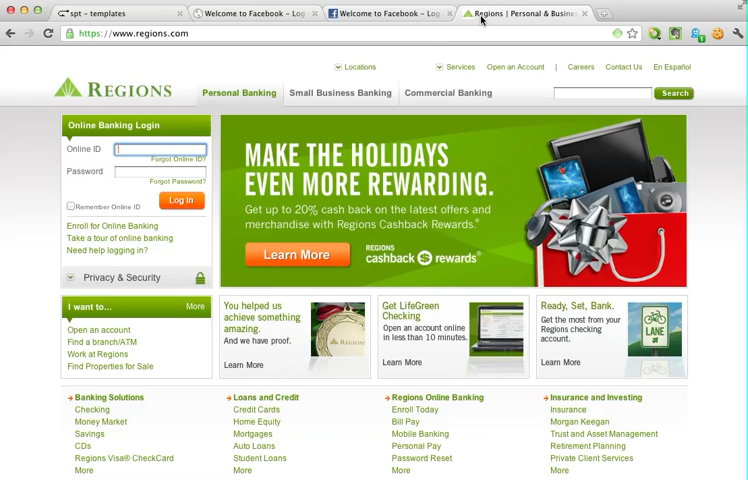 spt - templates
Welcome to Facebook – Log
Welcome to Facebook – Log
Regions | Personal & Busine
https://www.regions.com
Locations
Services
Open an Account
|
Careers
Contact Us
En Español
REGIONS
Personal Banking
Small Business Banking
Commercial Banking
Search
Online Banking Login
Online ID
Forgot Online ID?
Password
Forgot Password?
Remember Online ID
Log In
Enroll for Online Banking
Take a tour of online banking
Need help logging in?
Privacy & Security
MAKE THE HOLIDAYS
EVEN MORE REWARDING.
Get up to 20% cash back on the latest offers and
merchandise with Regions Cashback Rewards.®
Learn More
REGIONS
cashback $ rewards®
I want to...
More
Open an account
Find a branch/ATM
Work at Regions
Find Properties for Sale
You helped us
achieve something
amazing.
And we have proof.
Learn More
REGIONS
Get LifeGreen
Checking
Open an account online
in less than 10 minutes.
Learn More
Ready, Set, Bank.
Get the most from your
Regions checking
account.
Learn More
LANE
Banking Solutions
Checking
Money Market
Savings
CDs
Regions Visa® CheckCard
More
Loans and Credit
Credit Cards
Home Equity
Mortgages
Auto Loans
Student Loans
More
Regions Online Banking
Enroll Today
Bill Pay
Mobile Banking
Personal Pay
Password Reset
More
Insurance and Investing
Insurance
Morgan Keegan
Trust and Asset Management
Retirement Planning
Private Client Services
More